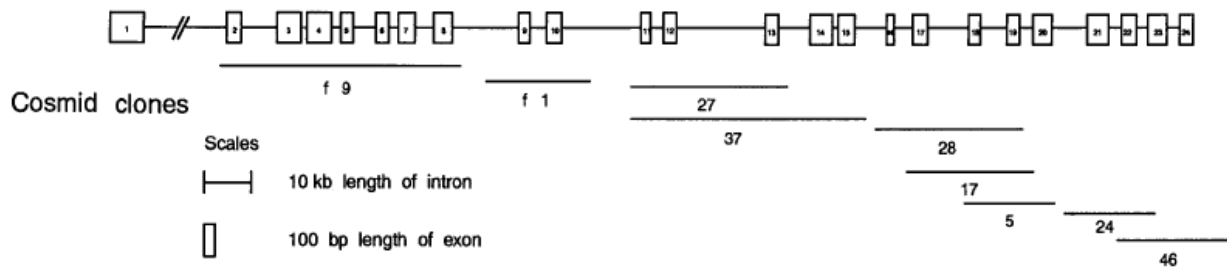 1 2 3 4 5 6 7 8 9 10 11 12 13 14 15 16 17 18 19 20 21 22 23 24
f 9 f 1
27
Cosmid clones
37
28
Scales
10 kb length of intron
17
5
24
100 bp length of exon
46